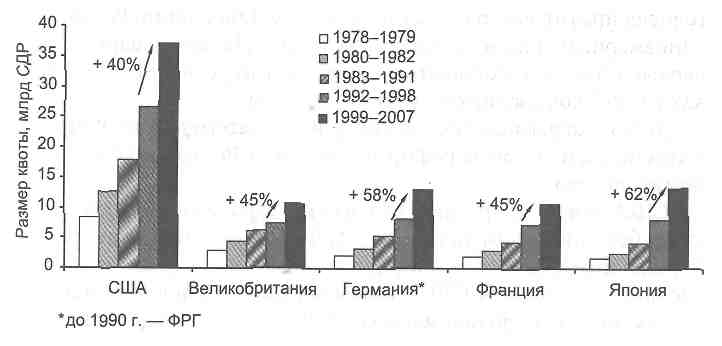 Размер квоты, млрд СДР
40
35
30
25
20
15
10
5
0
1978–1979
1980–1982
1983–1991
1992–1998
1999–2007
+ 40%
+ 45%
+ 58%
+ 45%
+ 62%
США
Великобритания
Германия*
Франция
Япония
*до 1990 г. — ФРГ